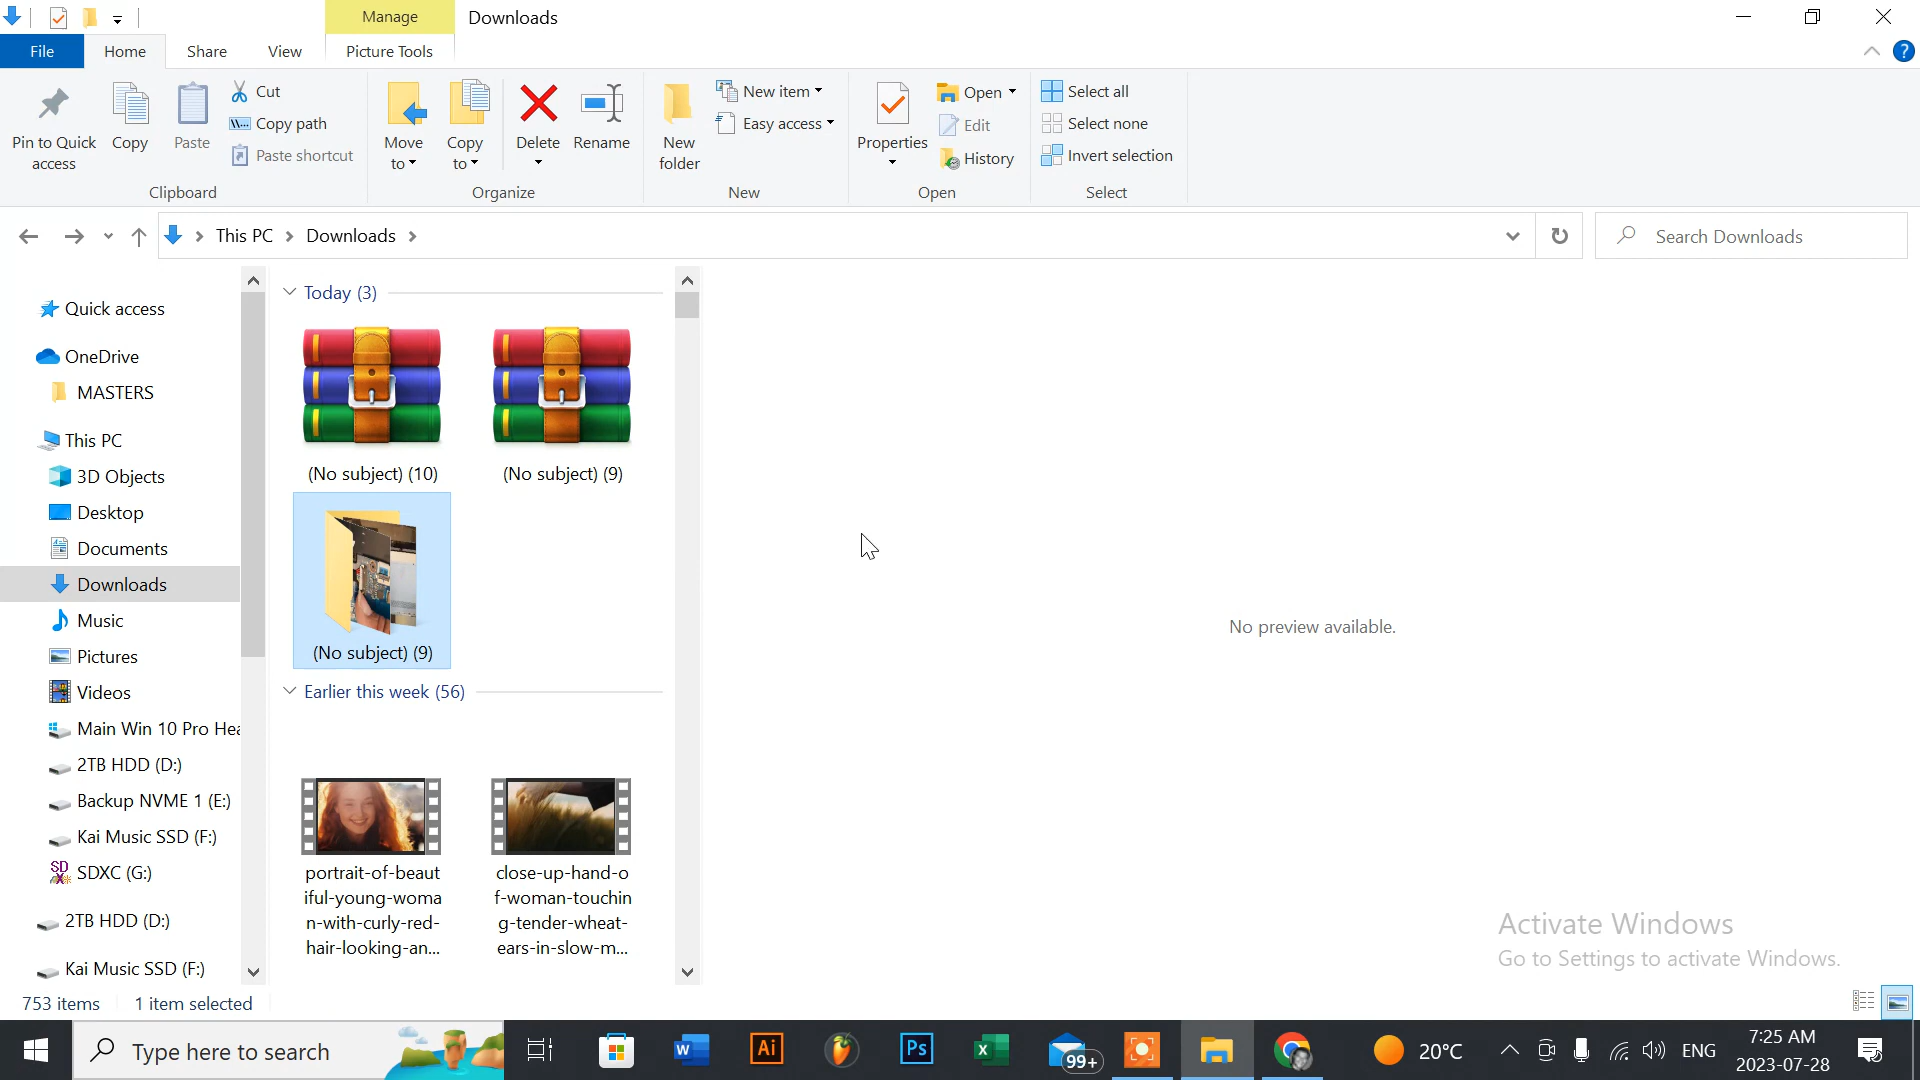 Manage
Downloads
File
Home
Share
View
Picture Tools
Pin to Quick
access
Copy
Paste
Cut
Copy path
Paste shortcut
Clipboard
Move
to
Copy
to
Delete
Rename
Organize
New
folder
New item
Easy access
New
Properties
Open
Edit
History
Open
Select all
Select none
Invert selection
Select
This PC
Downloads
Search Downloads
Quick access
OneDrive
MASTERS
This PC
3D Objects
Desktop
Documents
Downloads
Music
Pictures
Videos
Main Win 10 Pro Hea
2TB HDD (D:)
Backup NVME 1 (E:)
Kai Music SSD (F:)
SDXC (G:)
2TB HDD (D:)
Kai Music SSD (F:)
Today (3)
(No subject) (10)
(No subject) (9)
(No subject) (9)
Earlier this week (56)
portrait-of-beaut
iful-young-woma
n-with-curly-red-
hair-looking-an...
close-up-hand-o
f-woman-touchin
g-tender-wheat-
ears-in-slow-m...
No preview available.
Activate Windows
Go to Settings to activate Windows.
753 items
1 item selected
Type here to search
99+
20°C
ENG
7:25 AM
2023-07-28